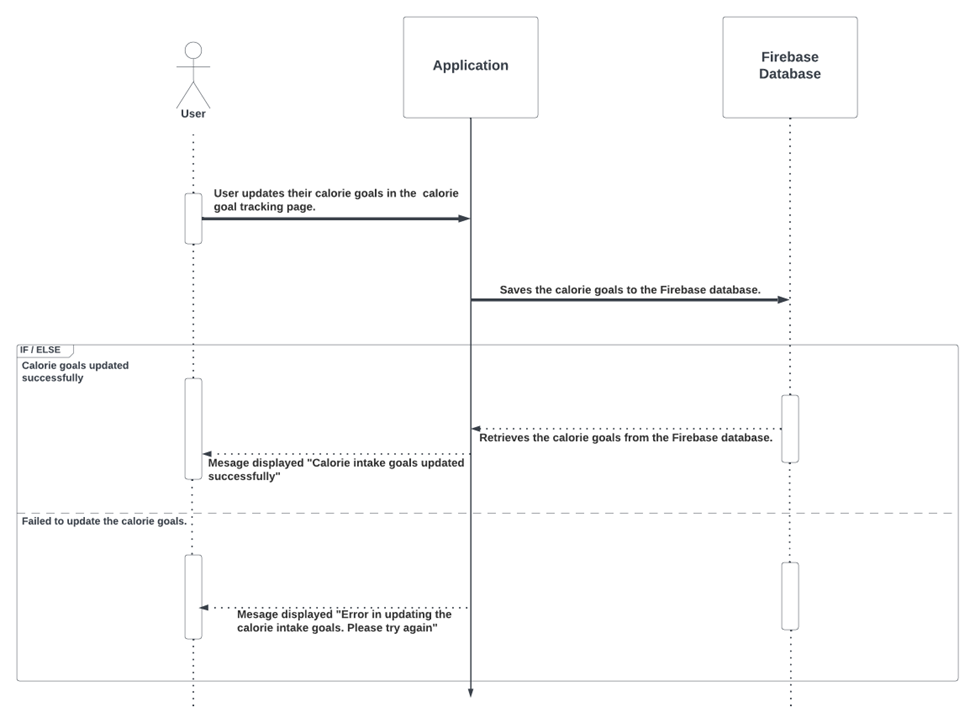 Application
Firebase
Database
User
User updates their calorie goals in the  calorie
goal tracking page.
Saves the calorie goals to the Firebase database.
IF / ELSE
Calorie goals updated
successfully
Retrieves the calorie goals from the Firebase database.
Mesage displayed "Calorie intake goals updated
successfully"
Failed to update the calorie goals.
Mesage displayed "Error in updating the
calorie intake goals. Please try again"